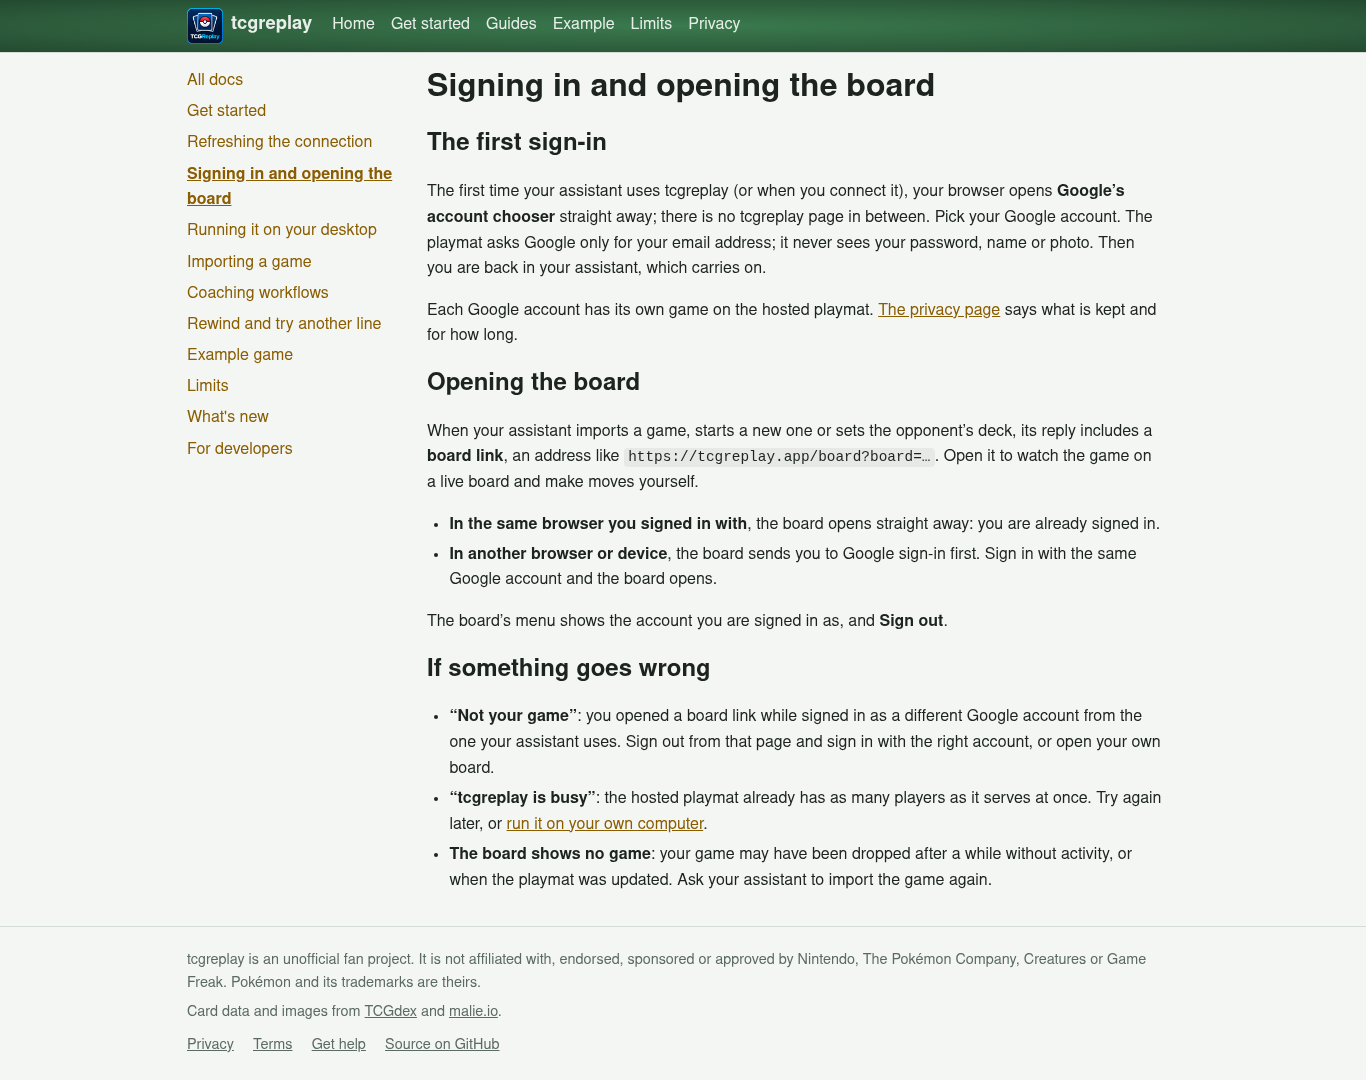 TCGReplay
tcgreplay
Home
Get started
Guides
Example
Limits
Privacy
All docs
Get started
Refreshing the connection
Signing in and opening the
board
Running it on your desktop
Importing a game
Coaching workflows
Rewind and try another line
Example game
Limits
What's new
For developers
Signing in and opening the board
The first sign-in
The first time your assistant uses tcgreplay (or when you connect it), your browser opens Google’s
account chooser straight away; there is no tcgreplay page in between. Pick your Google account. The
playmat asks Google only for your email address; it never sees your password, name or photo. Then
you are back in your assistant, which carries on.
Each Google account has its own game on the hosted playmat. The privacy page says what is kept and
for how long.
Opening the board
When your assistant imports a game, starts a new one or sets the opponent’s deck, its reply includes a
board link, an address like https://tcgreplay.app/board?board=…. Open it to watch the game on
a live board and make moves yourself.
• In the same browser you signed in with, the board opens straight away: you are already signed in.
• In another browser or device, the board sends you to Google sign-in first. Sign in with the same
Google account and the board opens.
The board’s menu shows the account you are signed in as, and Sign out.
If something goes wrong
• “Not your game”: you opened a board link while signed in as a different Google account from the
one your assistant uses. Sign out from that page and sign in with the right account, or open your own
board.
• “tcgreplay is busy”: the hosted playmat already has as many players as it serves at once. Try again
later, or run it on your own computer.
• The board shows no game: your game may have been dropped after a while without activity, or
when the playmat was updated. Ask your assistant to import the game again.
tcgreplay is an unofficial fan project. It is not affiliated with, endorsed, sponsored or approved by Nintendo, The Pokémon Company, Creatures or Game
Freak. Pokémon and its trademarks are theirs.
Card data and images from TCGdex and malie.io.
Privacy
Terms
Get help
Source on GitHub